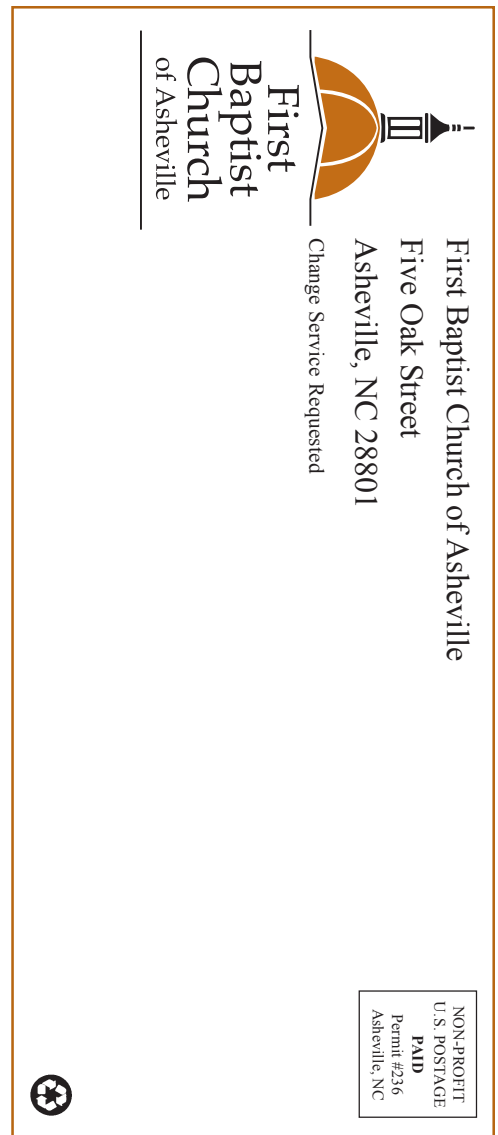 First
Baptist
Church
of Asheville
First Baptist Church of Asheville
Five Oak Street
Asheville, NC 28801
Change Service Requested
NON-PROFIT
U.S. POSTAGE
PAID
Permit #236
Asheville, NC